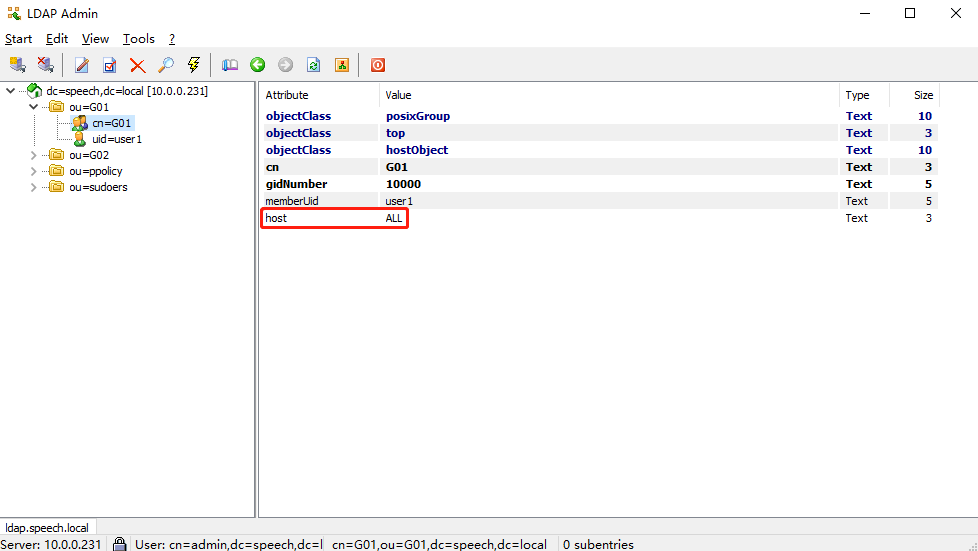 LDAP Admin
Start Edit View Tools ?
dc=speech,dc=local [10.0.0.231]
ou=G01
cn=G01
uid=user1
ou=G02
ou=ppolicy
ou=sudoers
Attribute Value Type Size
objectClass posixGroup Text 10
objectClass top Text 3
objectClass hostObject Text 10
cn G01 Text 3
gidNumber 10000 Text 5
memberUid user1 Text 5
host ALL Text 3
ldap.speech.local
Server: 10.0.0.231 User: cn=admin,dc=speech,dc=l cn=G01,ou=G01,dc=speech,dc=local 0 subentries